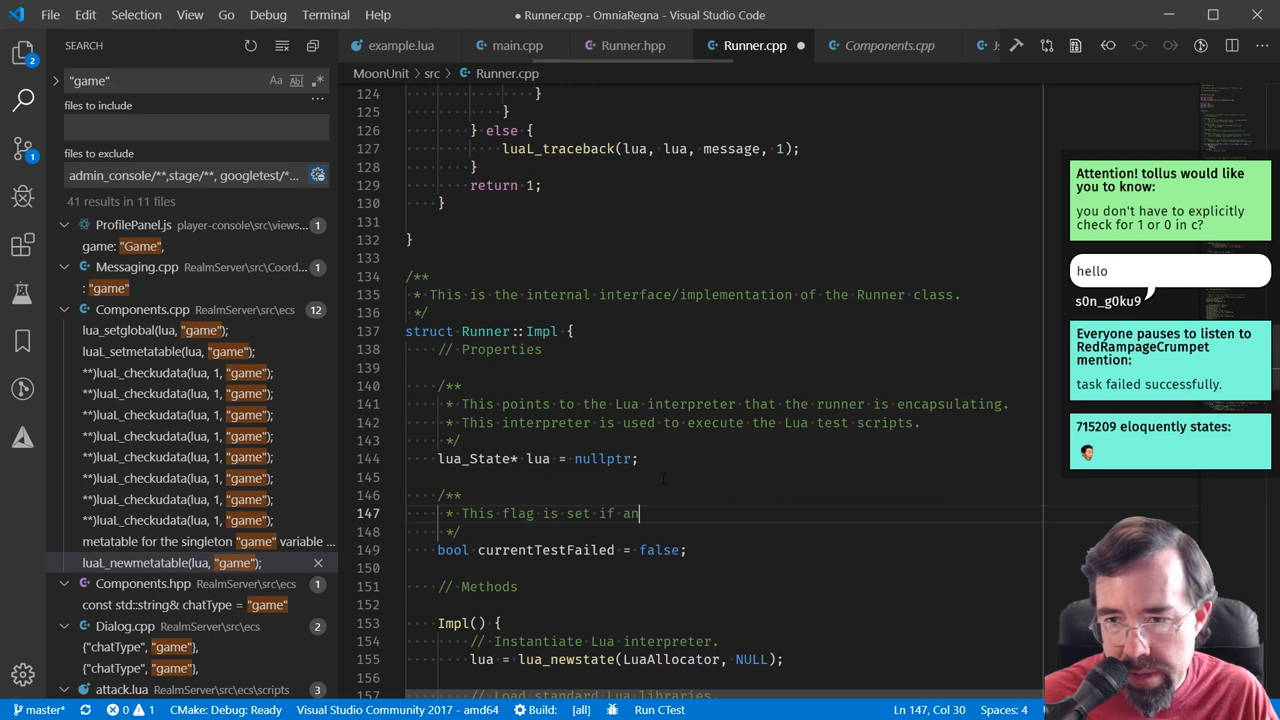 File Edit Selection View Go Debug Terminal Help
● Runner.cpp - OmniaRegna - Visual Studio Code
SEARCH
example.lua
main.cpp
Runner.hpp
Runner.cpp
Components.cpp
"game"
Aa Abl .*
files to include
files to exclude
admin_console/**,stage/**, googletest/*...
41 results in 11 files
ProfilePanel.js player-console\src\views... 1
game: "Game",
Messaging.cpp RealmServer\src\Coord... 1
: "game"
Components.cpp RealmServer\src\ecs 12
lua_setglobal(lua, "game");
luaL_setmetatable(lua, "game");
**)luaL_checkudata(lua, 1, "game");
**)luaL_checkudata(lua, 1, "game");
**)luaL_checkudata(lua, 1, "game");
**)luaL_checkudata(lua, 1, "game");
**)luaL_checkudata(lua, 1, "game");
**)luaL_checkudata(lua, 1, "game");
**)luaL_checkudata(lua, 1, "game");
**)luaL_checkudata(lua, 1, "game");
metatable for the singleton "game" variable ...
luaL_newmetatable(lua, "game");
Components.hpp RealmServer\src\ecs 1
const std::string& chatType = "game"
Dialog.cpp RealmServer\src\ecs 2
{"chatType", "game"},
{"chatType", "game"},
attack.lua RealmServer\src\ecs\scripts 3
MoonUnit > src > Runner.cpp
124 }
125 }
126 } else {
127 luaL_traceback(lua, lua, message, 1);
128 }
129 return 1;
130 }
131
132 }
133
134 /**
135 * This is the internal interface/implementation of the Runner class.
136 */
137 struct Runner::Impl {
138 // Properties
139
140 /**
141 * This points to the Lua interpreter that the runner is encapsulating.
142 * This interpreter is used to execute the Lua test scripts.
143 */
144 lua_State* lua = nullptr;
145
146 /**
147 * This flag is set if an
148 */
149 bool currentTestFailed = false;
150
151 // Methods
152
153 Impl() {
154 // Instantiate Lua interpreter.
155 lua = lua_newstate(LuaAllocator, NULL);
156
157 // Load standard Lua libraries.
Attention! tollus would like
you to know:
you don't have to explicitly
check for 1 or 0 in c?
hello
s0n_g0ku9
Everyone pauses to listen to
RedRampageCrumpet
mention:
task failed successfully.
715209 eloquently states:
2
1
master* 0 1 CMake: Debug: Ready Visual Studio Community 2017 - amd64 Build: [all] Run CTest Ln 147, Col 30 Spaces: 4